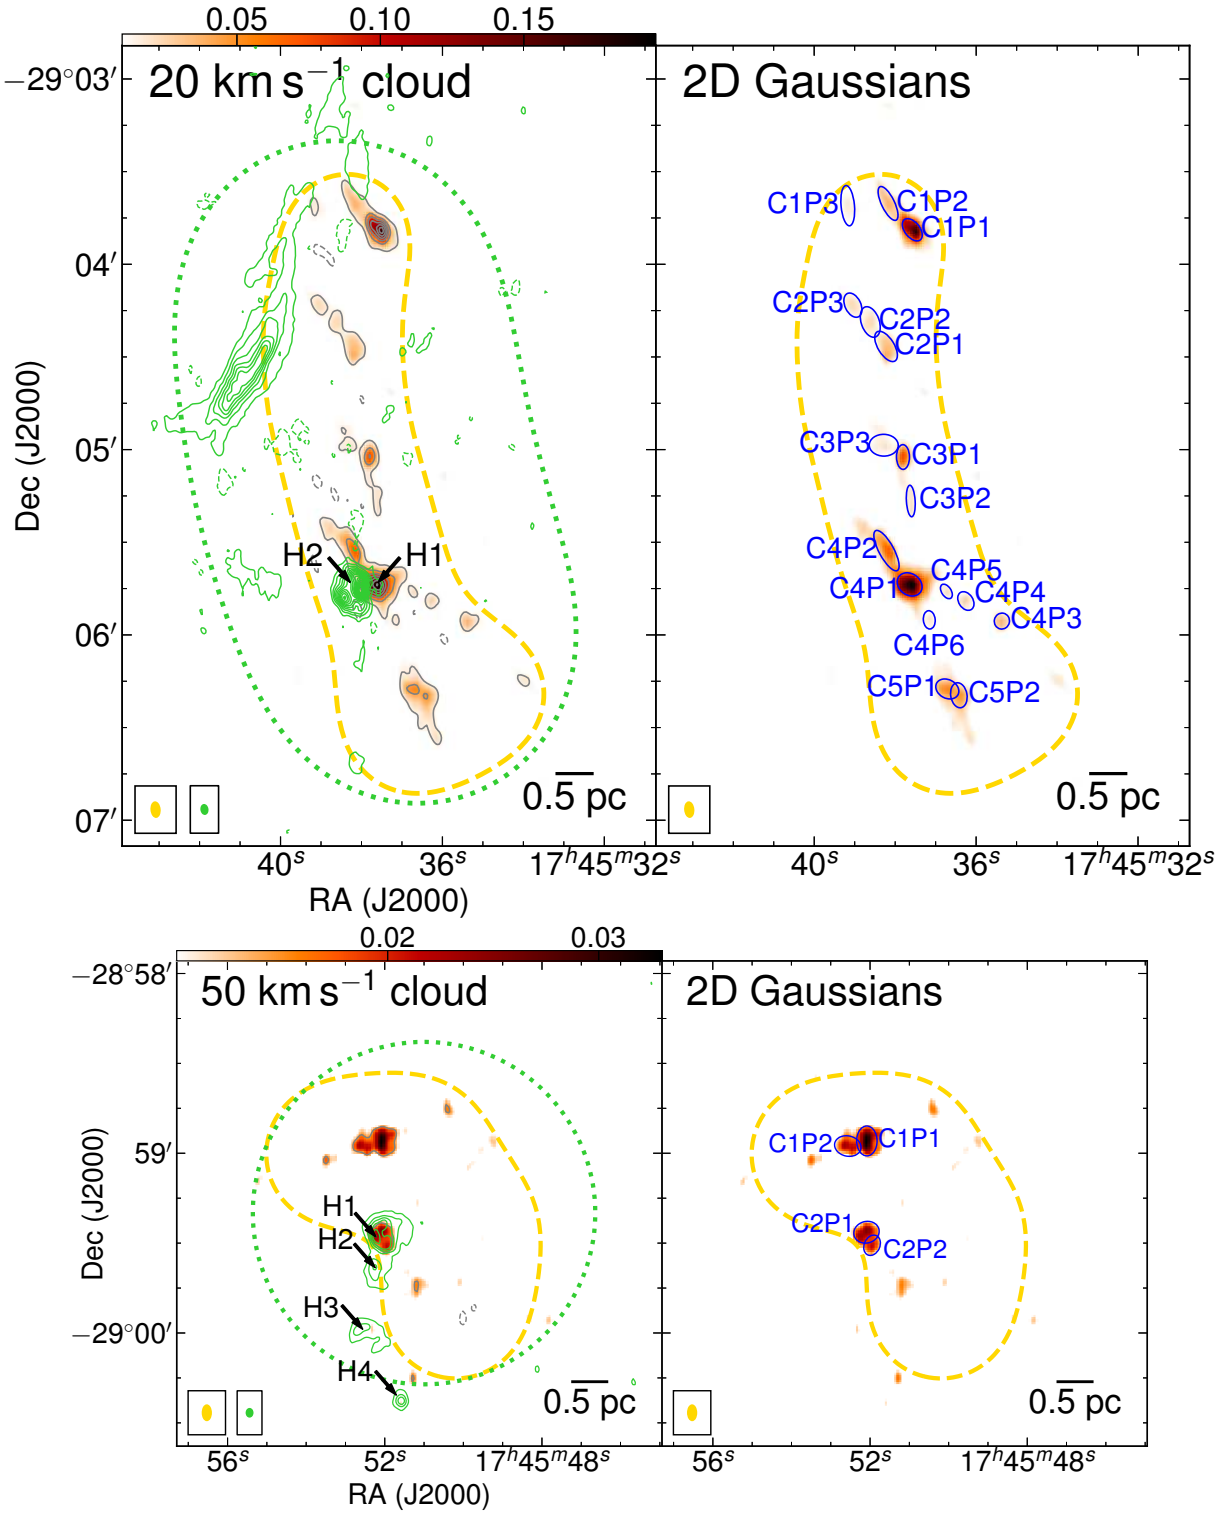 0.05 0.10 0.15
20 km s−1 cloud
2D Gaussians
−29°03′
04′
05′
06′
07′
Dec (J2000)
H2
H1
0.5 pc
C1P3
C1P2
C1P1
C2P3
C2P2
C2P1
C3P3
C3P1
C3P2
C4P2
C4P5
C4P1
C4P4
C4P3
C4P6
C5P1
C5P2
0.5 pc
40s 36s 17h45m32s
40s 36s 17h45m32s
RA (J2000)
0.02 0.03
50 km s−1 cloud
2D Gaussians
−28°58′
59′
−29°00′
Dec (J2000)
H1
H2
H3
H4
0.5 pc
C1P2
C1P1
C2P1
C2P2
0.5 pc
56s 52s 17h45m48s
56s 52s 17h45m48s
RA (J2000)